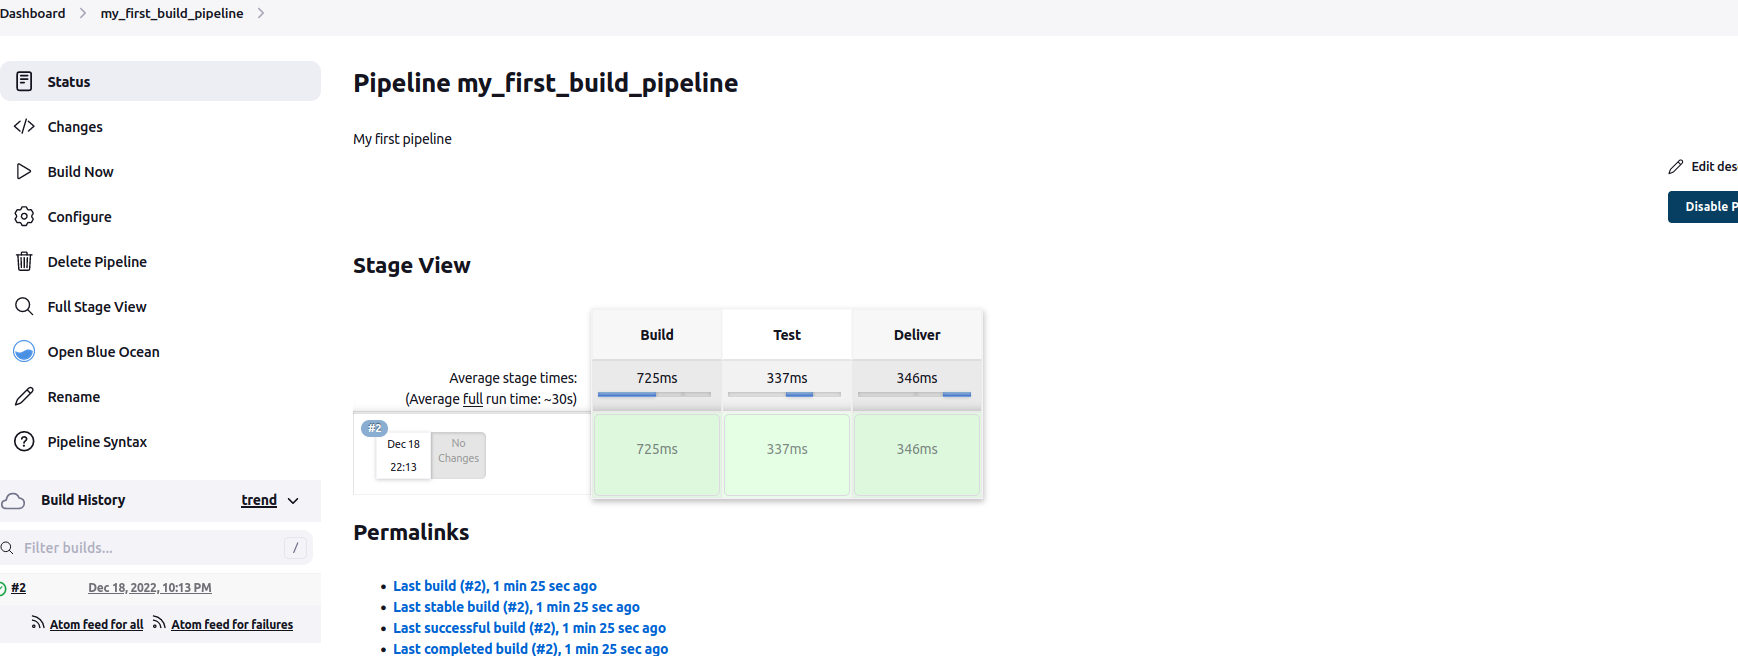 Dashboard > my_first_build_pipeline >
Status
Changes
Build Now
Configure
Delete Pipeline
Full Stage View
Open Blue Ocean
Rename
Pipeline Syntax
Build History trend
Filter builds... /
#2 Dec 18, 2022, 10:13 PM
Atom feed for all Atom feed for failures
Pipeline my_first_build_pipeline
My first pipeline
Edit des
Disable P
Stage View
Build Test Deliver
Average stage times: 725ms 337ms 346ms
(Average full run time: ~30s)
#2
Dec 18 No
Changes
22:13
725ms 337ms 346ms
Permalinks
• Last build (#2), 1 min 25 sec ago
• Last stable build (#2), 1 min 25 sec ago
• Last successful build (#2), 1 min 25 sec ago
• Last completed build (#2), 1 min 25 sec ago